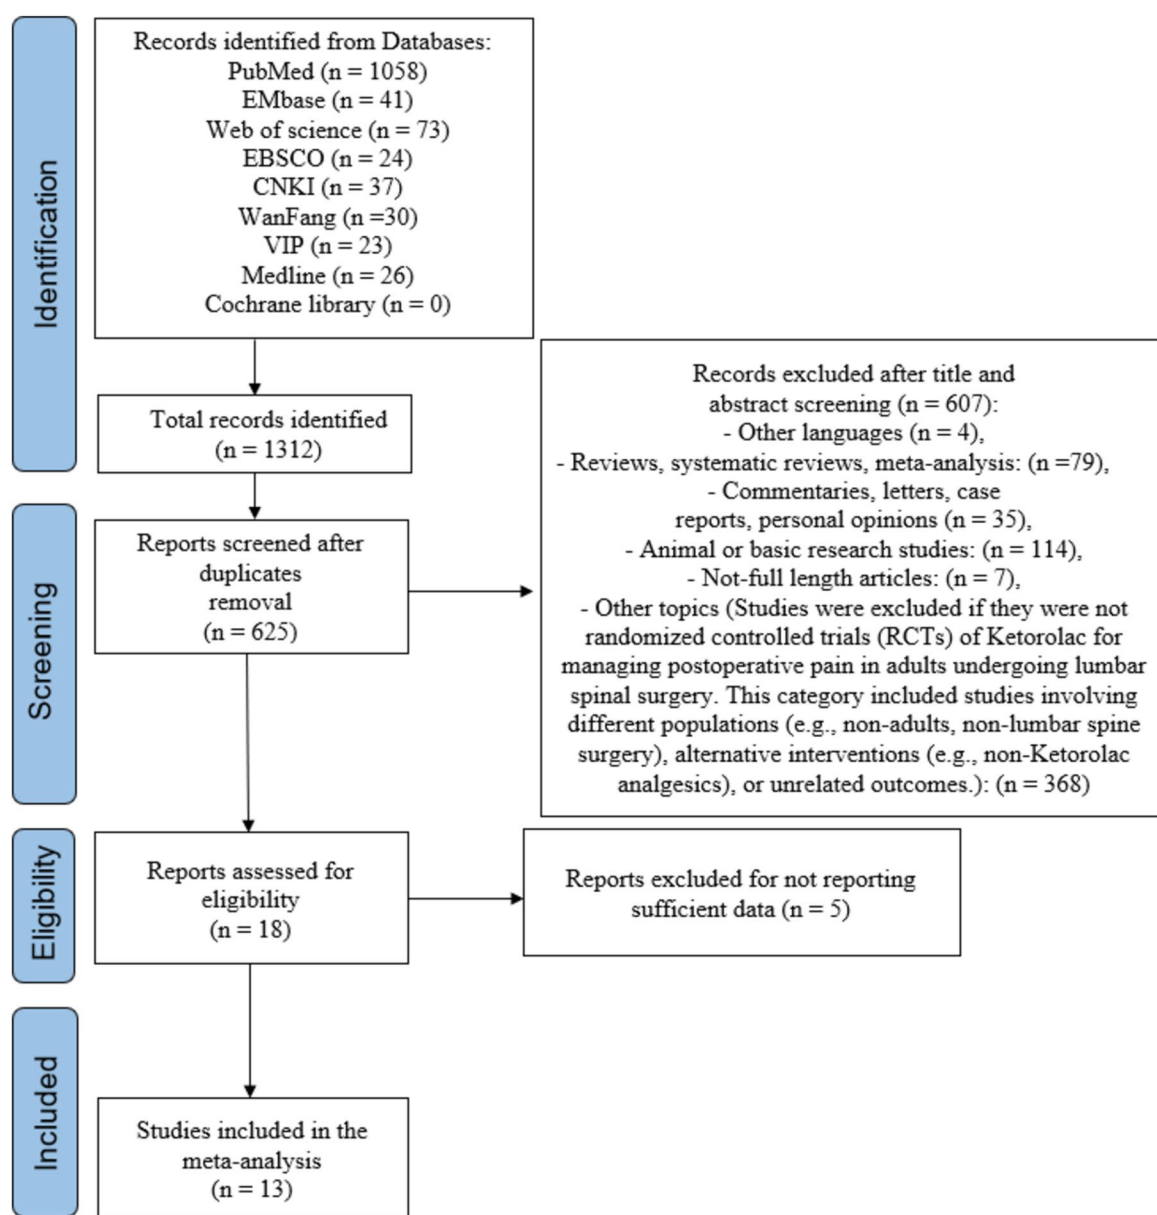 Identification
Records identified from Databases:
PubMed (n = 1058)
EMbase (n = 41)
Web of science (n = 73)
EBSCO (n = 24)
CNKI (n = 37)
WanFang (n =30)
VIP (n = 23)
Medline (n = 26)
Cochrane library (n = 0)
Total records identified
(n = 1312)
Screening
Reports screened after
duplicates
removal
(n = 625)
Records excluded after title and
abstract screening (n = 607):
- Other languages (n = 4),
- Reviews, systematic reviews, meta-analysis: (n =79),
- Commentaries, letters, case
reports, personal opinions (n = 35),
- Animal or basic research studies: (n = 114),
- Not-full length articles: (n = 7),
- Other topics (Studies were excluded if they were not
randomized controlled trials (RCTs) of Ketorolac for
managing postoperative pain in adults undergoing lumbar
spinal surgery. This category included studies involving
different populations (e.g., non-adults, non-lumbar spine
surgery), alternative interventions (e.g., non-Ketorolac
analgesics), or unrelated outcomes.): (n = 368)
Eligibility
Reports assessed for
eligibility
(n = 18)
Reports excluded for not reporting
sufficient data (n = 5)
Included
Studies included in the
meta-analysis
(n = 13)